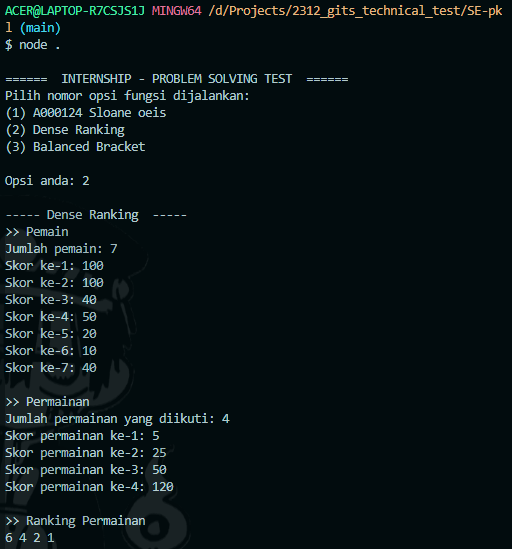 ACER@LAPTOP-R7CSJS1J MINGW64 /d/Projects/2312_gits_technical_test/SE-pk
l (main)
$ node .
======  INTERNSHIP - PROBLEM SOLVING TEST  ======
Pilih nomor opsi fungsi dijalankan:
(1) A000124 Sloane oeis
(2) Dense Ranking
(3) Balanced Bracket
Opsi anda: 2
----- Dense Ranking  -----
>> Pemain
Jumlah pemain: 7
Skor ke-1: 100
Skor ke-2: 100
Skor ke-3: 40
Skor ke-4: 50
Skor ke-5: 20
Skor ke-6: 10
Skor ke-7: 40
>> Permainan
Jumlah permainan yang diikuti: 4
Skor permainan ke-1: 5
Skor permainan ke-2: 25
Skor permainan ke-3: 50
Skor permainan ke-4: 120
>> Ranking Permainan
6 4 2 1